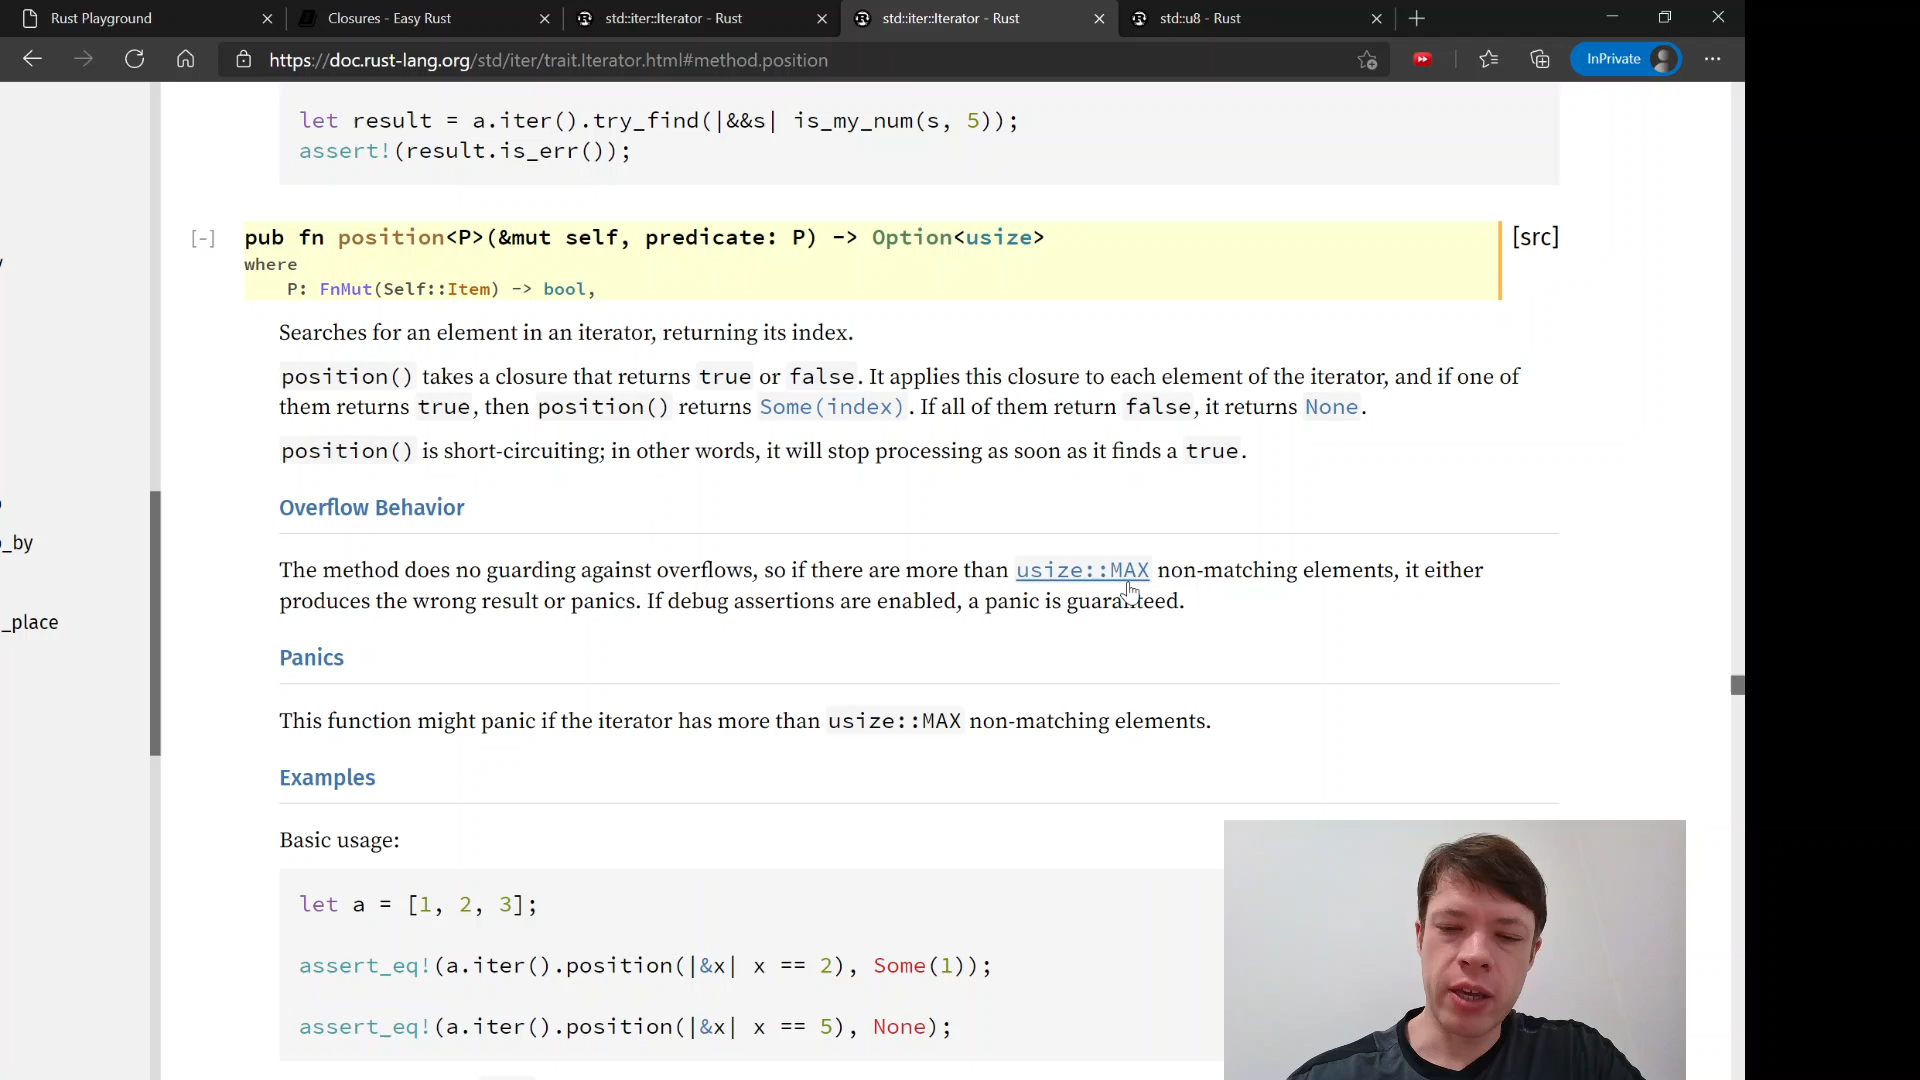 Rust Playground
Closures - Easy Rust
std::iter::Iterator - Rust
std::iter::Iterator - Rust
std::u8 - Rust
https://doc.rust-lang.org/std/iter/trait.Iterator.html#method.position
InPrivate
let result = a.iter().try_find(|&&s| is_my_num(s, 5));
assert!(result.is_err());
[-]
pub fn position<P>(&mut self, predicate: P) -> Option<usize>
[src]
where
P: FnMut(Self::Item) -> bool,
Searches for an element in an iterator, returning its index.
position() takes a closure that returns true or false. It applies this closure to each element of the iterator, and if one of
them returns true, then position() returns Some(index). If all of them return false, it returns None.
position() is short-circuiting; in other words, it will stop processing as soon as it finds a true.
Overflow Behavior
_by
The method does no guarding against overflows, so if there are more than usize::MAX non-matching elements, it either
produces the wrong result or panics. If debug assertions are enabled, a panic is guaranteed.
_place
Panics
This function might panic if the iterator has more than usize::MAX non-matching elements.
Examples
Basic usage:
let a = [1, 2, 3];
assert_eq!(a.iter().position(|&x| x == 2), Some(1));
assert_eq!(a.iter().position(|&x| x == 5), None);